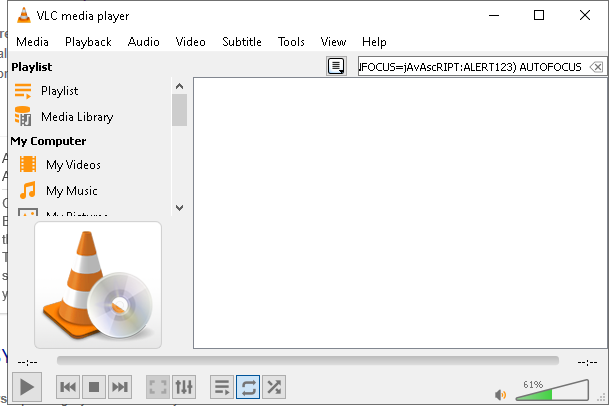 VLC media player
Media Playback Audio Video Subtitle Tools View Help
Playlist
FOCUS=jAvAscRIPT:ALERT123) AUTOFOCUS
Playlist
Media Library
My Computer
My Videos
My Music
My Pictures
--:-- --:--
61%